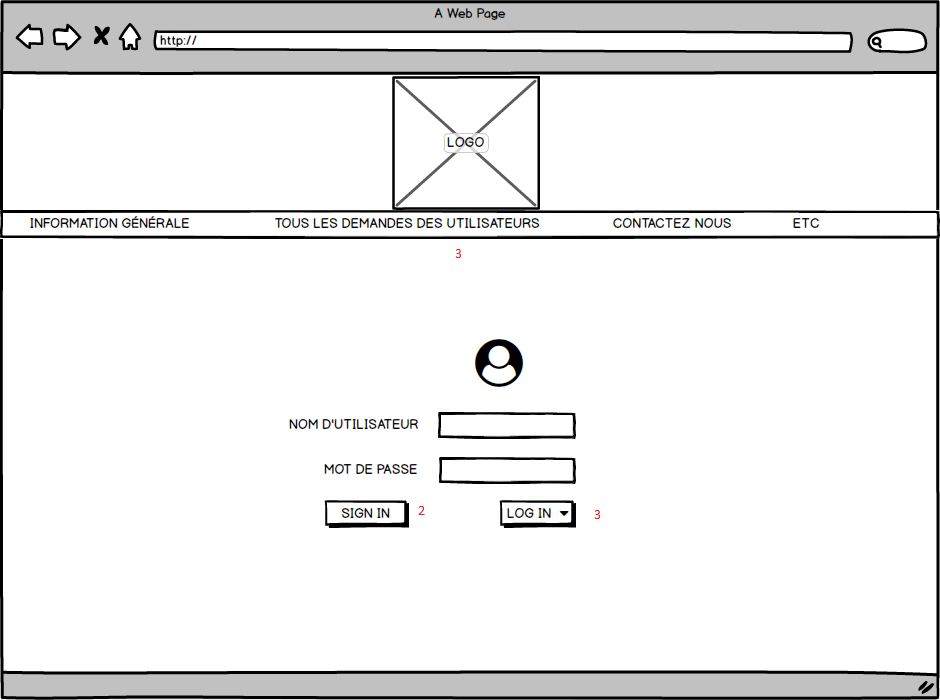 A Web Page
http://
LOGO
INFORMATION GÉNÉRALE TOUS LES DEMANDES DES UTILISATEURS CONTACTEZ NOUS ETC
3
NOM D'UTILISATEUR
MOT DE PASSE
SIGN IN 2 LOG IN 3